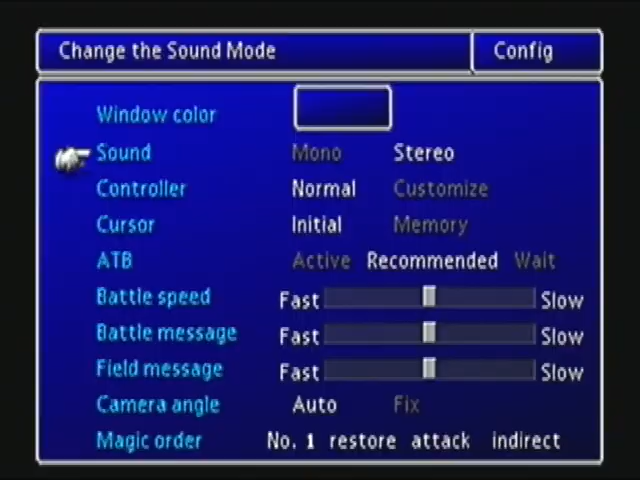 Change the Sound Mode Config
Window color
Sound Mono Stereo
Controller Normal Customize
Cursor Initial Memory
ATB Active Recommended Wait
Battle speed Fast Slow
Battle message Fast Slow
Field message Fast Slow
Camera angle Auto Fix
Magic order No. 1 restore attack indirect